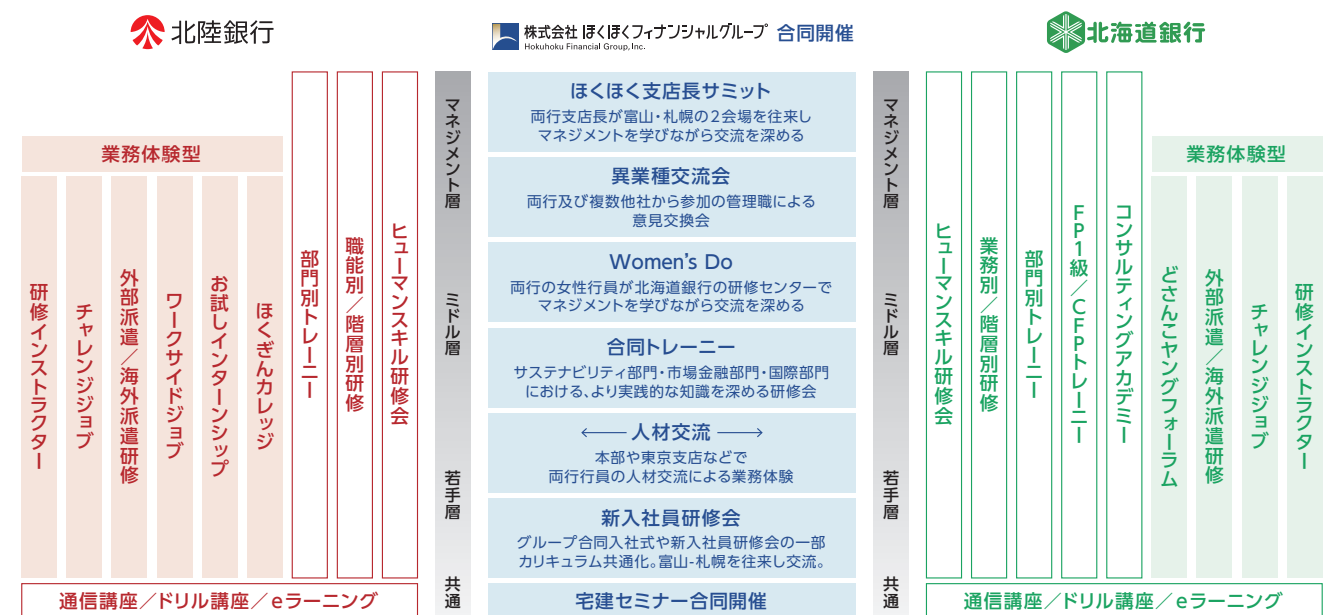 北陸銀行
株式会社 ほくほくフィナンシャルグループ 合同開催
Hokuhoku Financial Group, Inc.
北海道銀行
業務体験型
研修インストラクター
チャレンジジョブ
外部派遣/海外派遣研修
ワークサイドジョブ
お試しインターンシップ
ほくぎんカレッジ
部門別トレーニー
職能別/階層別研修
ヒューマンスキル研修会
通信講座/ドリル講座/eラーニング
マネジメント層
ミドル層
若手層
共通
ほくほく支店長サミット
両行支店長が富山・札幌の2会場を往来し
マネジメントを学びながら交流を深める
異業種交流会
両行及び複数他社から参加の管理職による
意見交換会
Women's Do
両行の女性行員が北海道銀行の研修センターで
マネジメントを学びながら交流を深める
合同トレーニー
サステナビリティ部門・市場金融部門・国際部門
における、より実践的な知識を深める研修会
人材交流
本部や東京支店などで
両行行員の人材交流による業務体験
新入社員研修会
グループ合同入社式や新入社員研修会の一部
カリキュラム共通化。富山-札幌を往来し交流。
宅建セミナー合同開催
マネジメント層
ミドル層
若手層
共通
ヒューマンスキル研修会
業務別/階層別研修
部門別トレーニー
FP1級/CFPトレーニー
コンサルティングアカデミー
業務体験型
どさんこヤングフォーラム
外部派遣/海外派遣研修
チャレンジジョブ
研修インストラクター
通信講座/ドリル講座/eラーニング